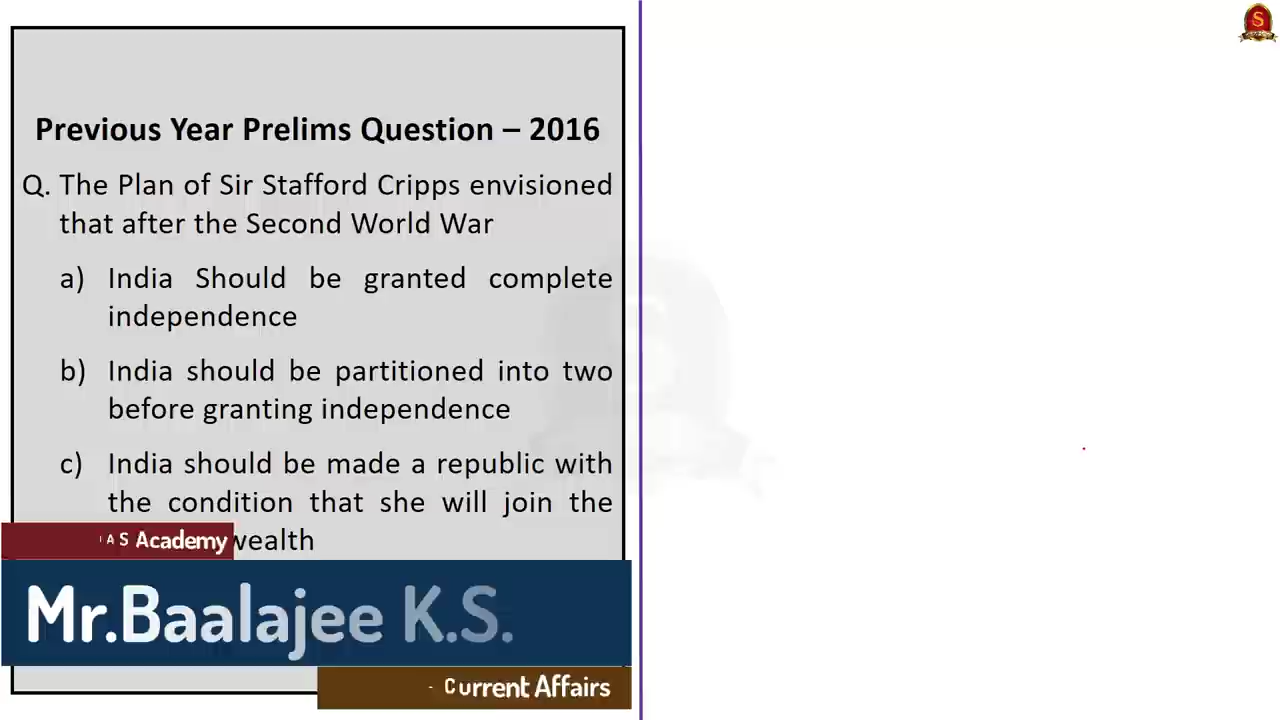 Previous Year Prelims Question – 2016
Q. The Plan of Sir Stafford Cripps envisioned
that after the Second World War
a) India Should be granted complete
independence
b) India should be partitioned into two
before granting independence
c) India should be made a republic with
the condition that she will join the
wealth
IAS Academy
Mr.Baalajee K.S.
- Current Affairs
S